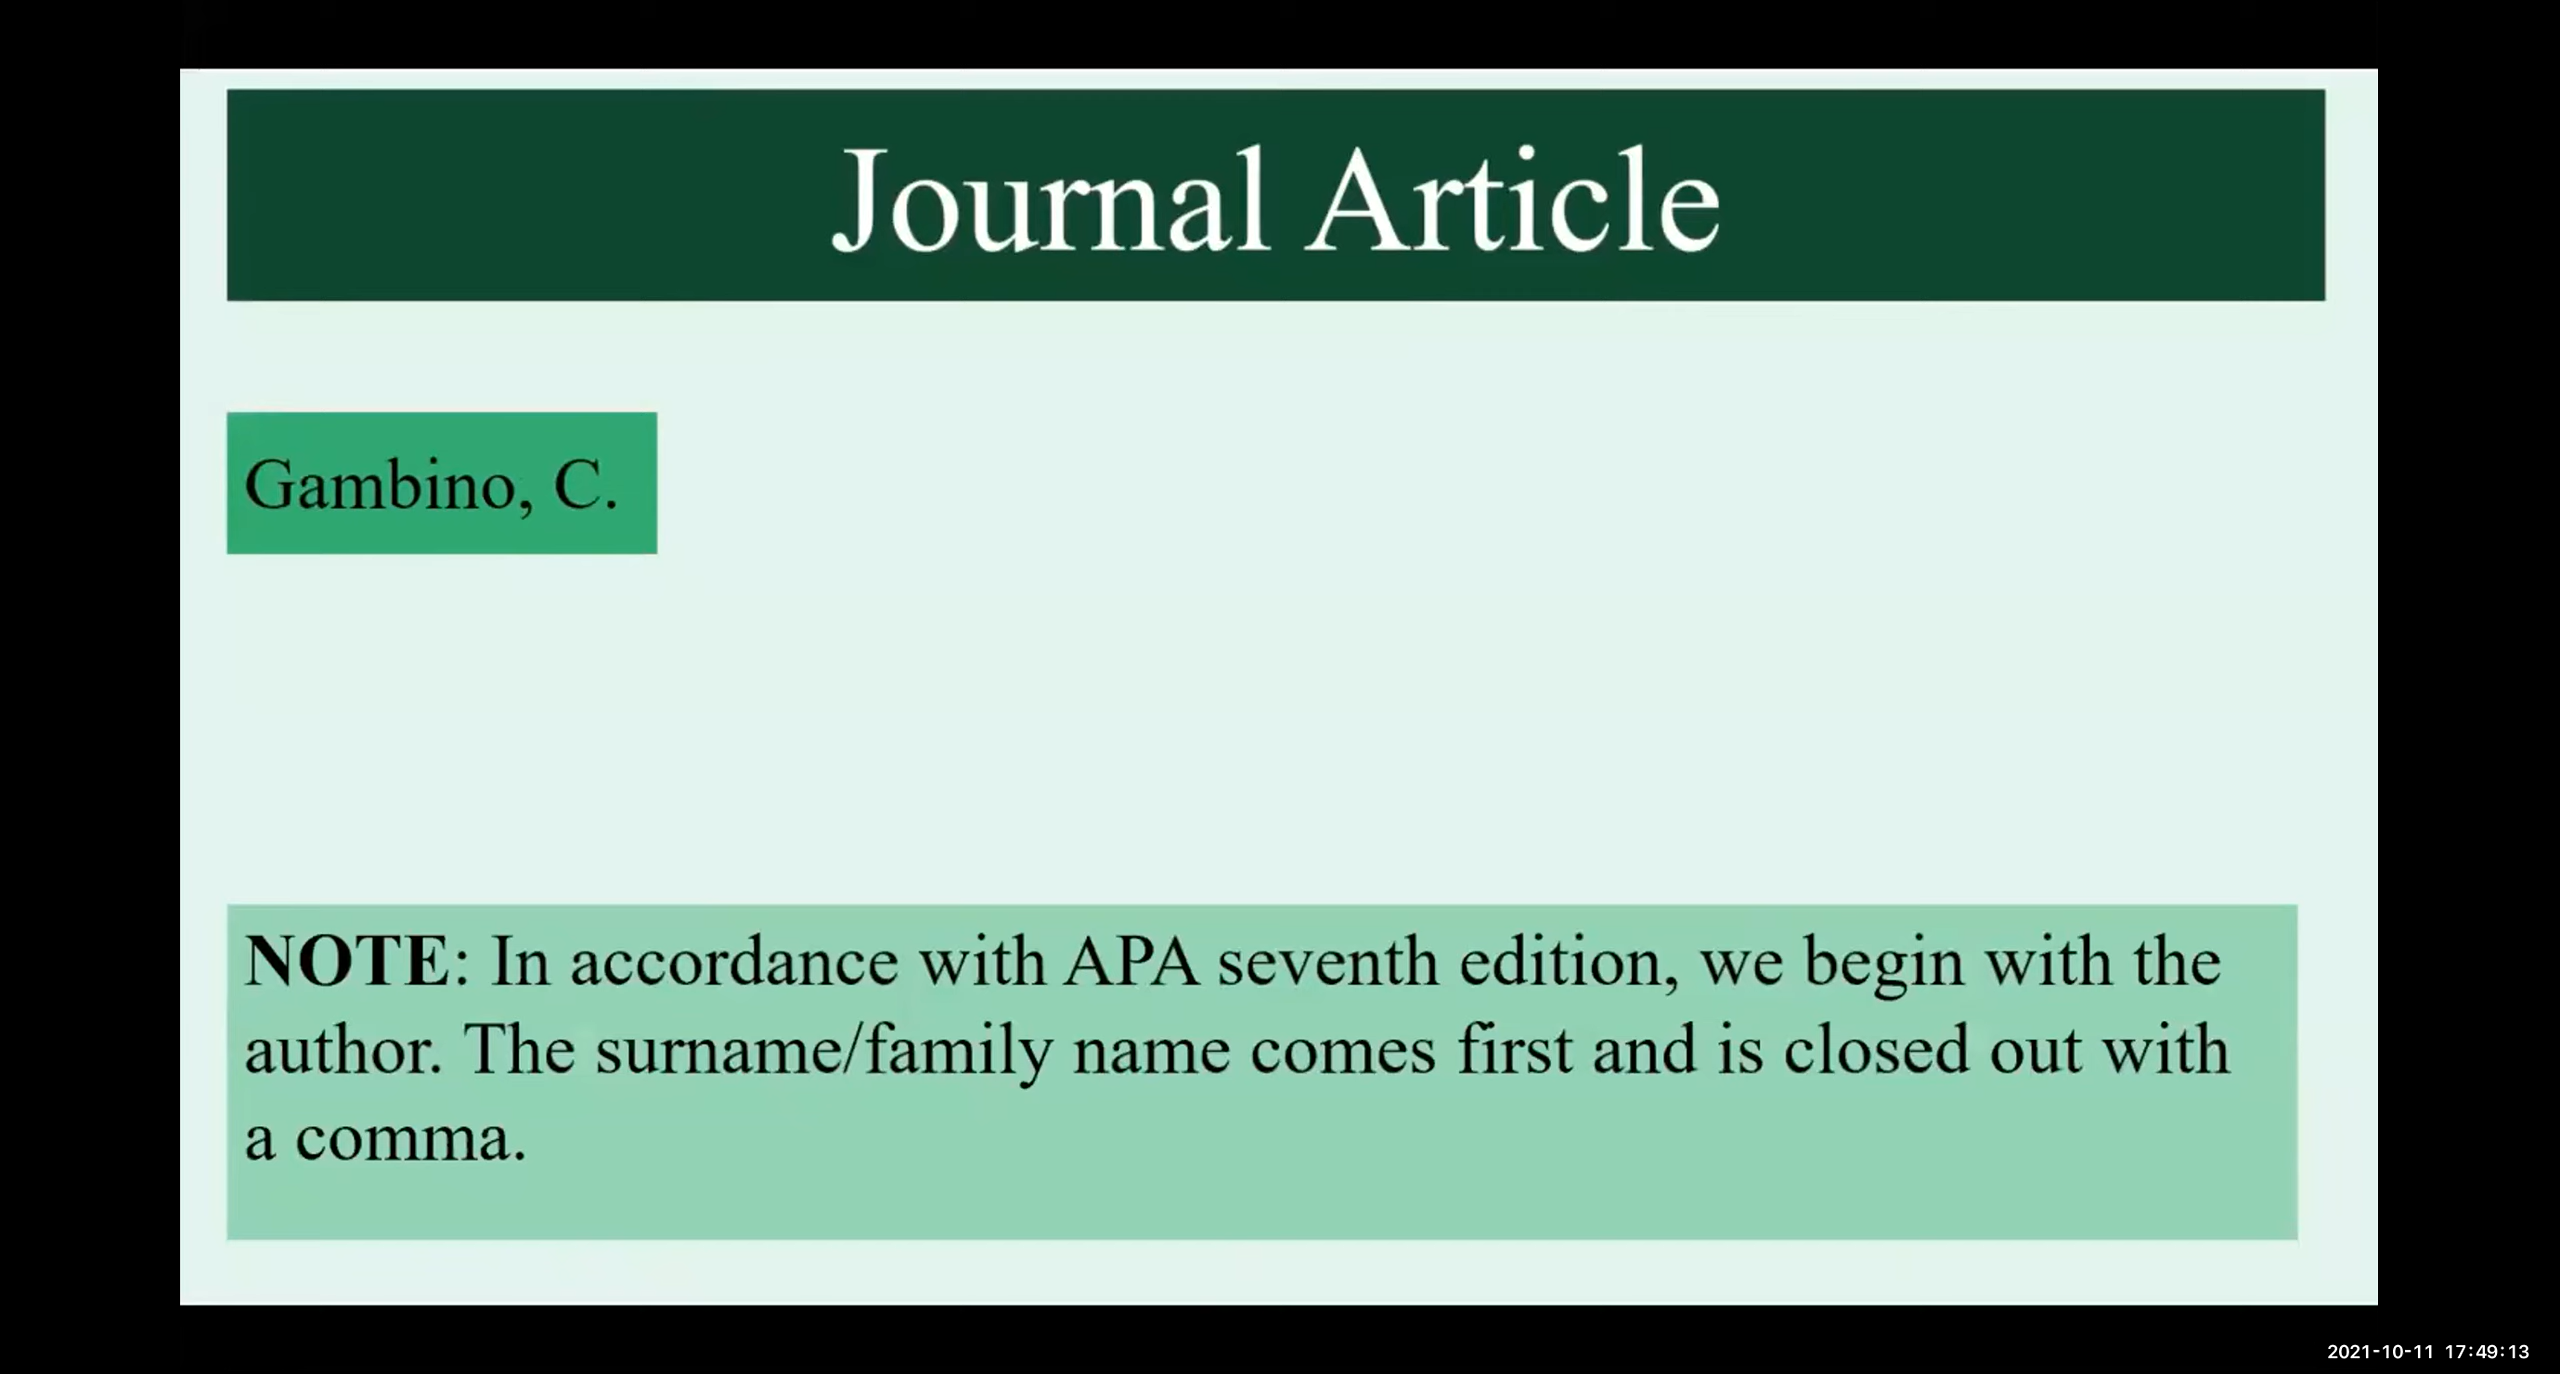 Journal Article
Gambino, C.
NOTE: In accordance with APA seventh edition, we begin with the
author. The surname/family name comes first and is closed out with
a comma.
2021-10-11 17:49:13